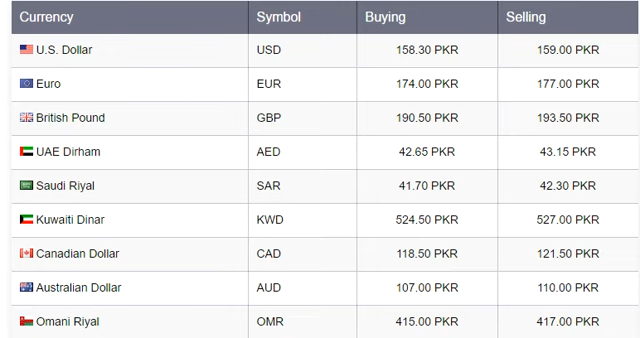 Currency Symbol Buying Selling
U.S. Dollar USD 158.30 PKR 159.00 PKR
Euro EUR 174.00 PKR 177.00 PKR
British Pound GBP 190.50 PKR 193.50 PKR
UAE Dirham AED 42.65 PKR 43.15 PKR
Saudi Riyal SAR 41.70 PKR 42.30 PKR
Kuwaiti Dinar KWD 524.50 PKR 527.00 PKR
Canadian Dollar CAD 118.50 PKR 121.50 PKR
Australian Dollar AUD 107.00 PKR 110.00 PKR
Omani Riyal OMR 415.00 PKR 417.00 PKR